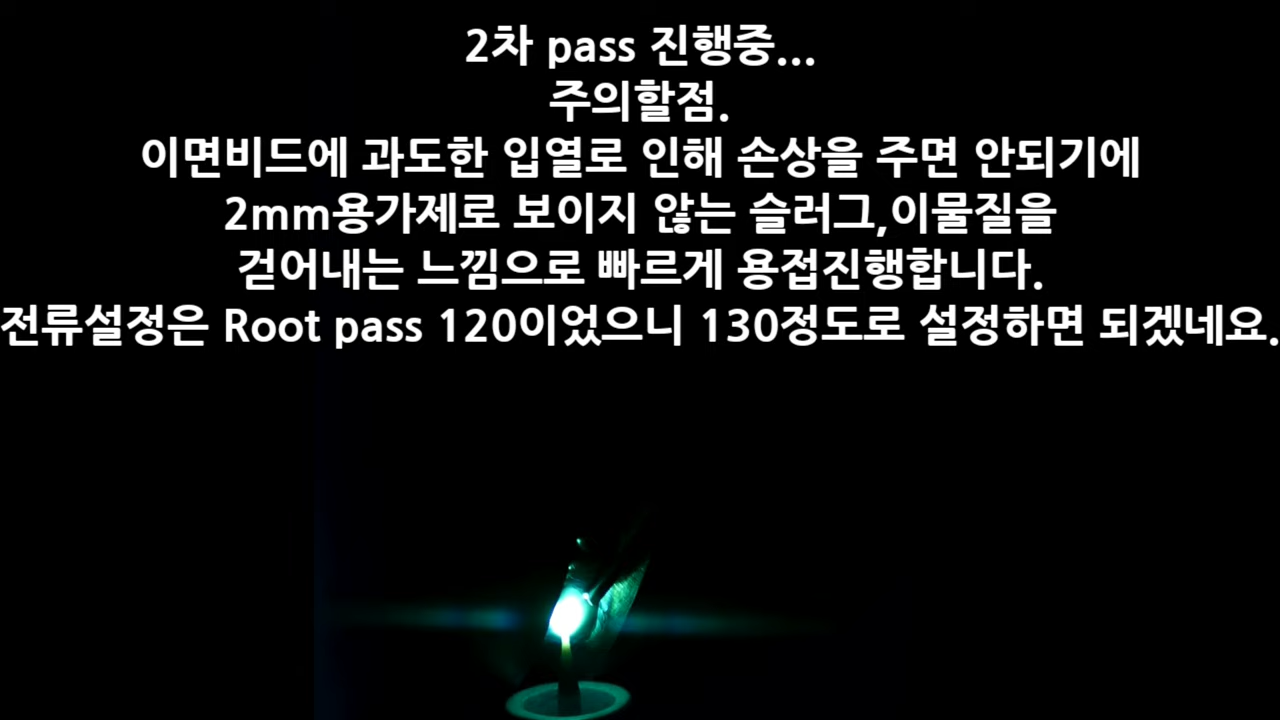 2차 pass 진행중...
주의할점.
이면비드에 과도한 입열로 인해 손상을 주면 안되기에
2mm용가제로 보이지 않는 슬러그,이물질을
걷어내는 느낌으로 빠르게 용접진행합니다.
전류설정은 Root pass 120이었으니 130정도로 설정하면 되겠네요.